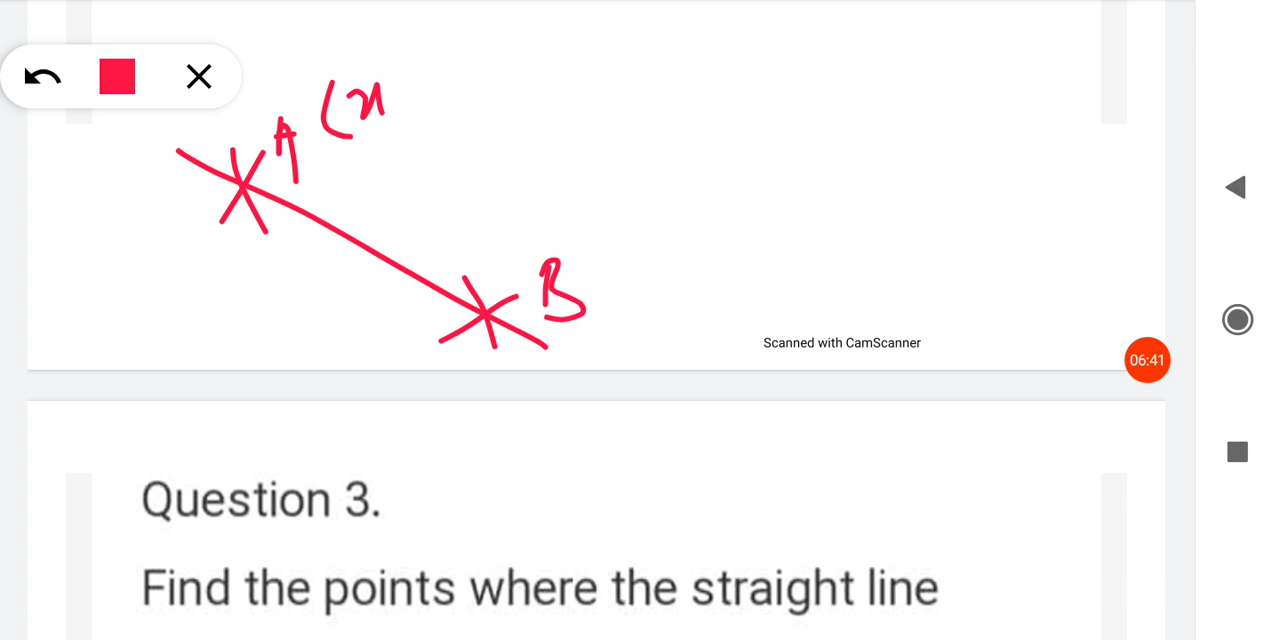 A (x
B
Scanned with CamScanner
06:41
Question 3.
Find the points where the straight line